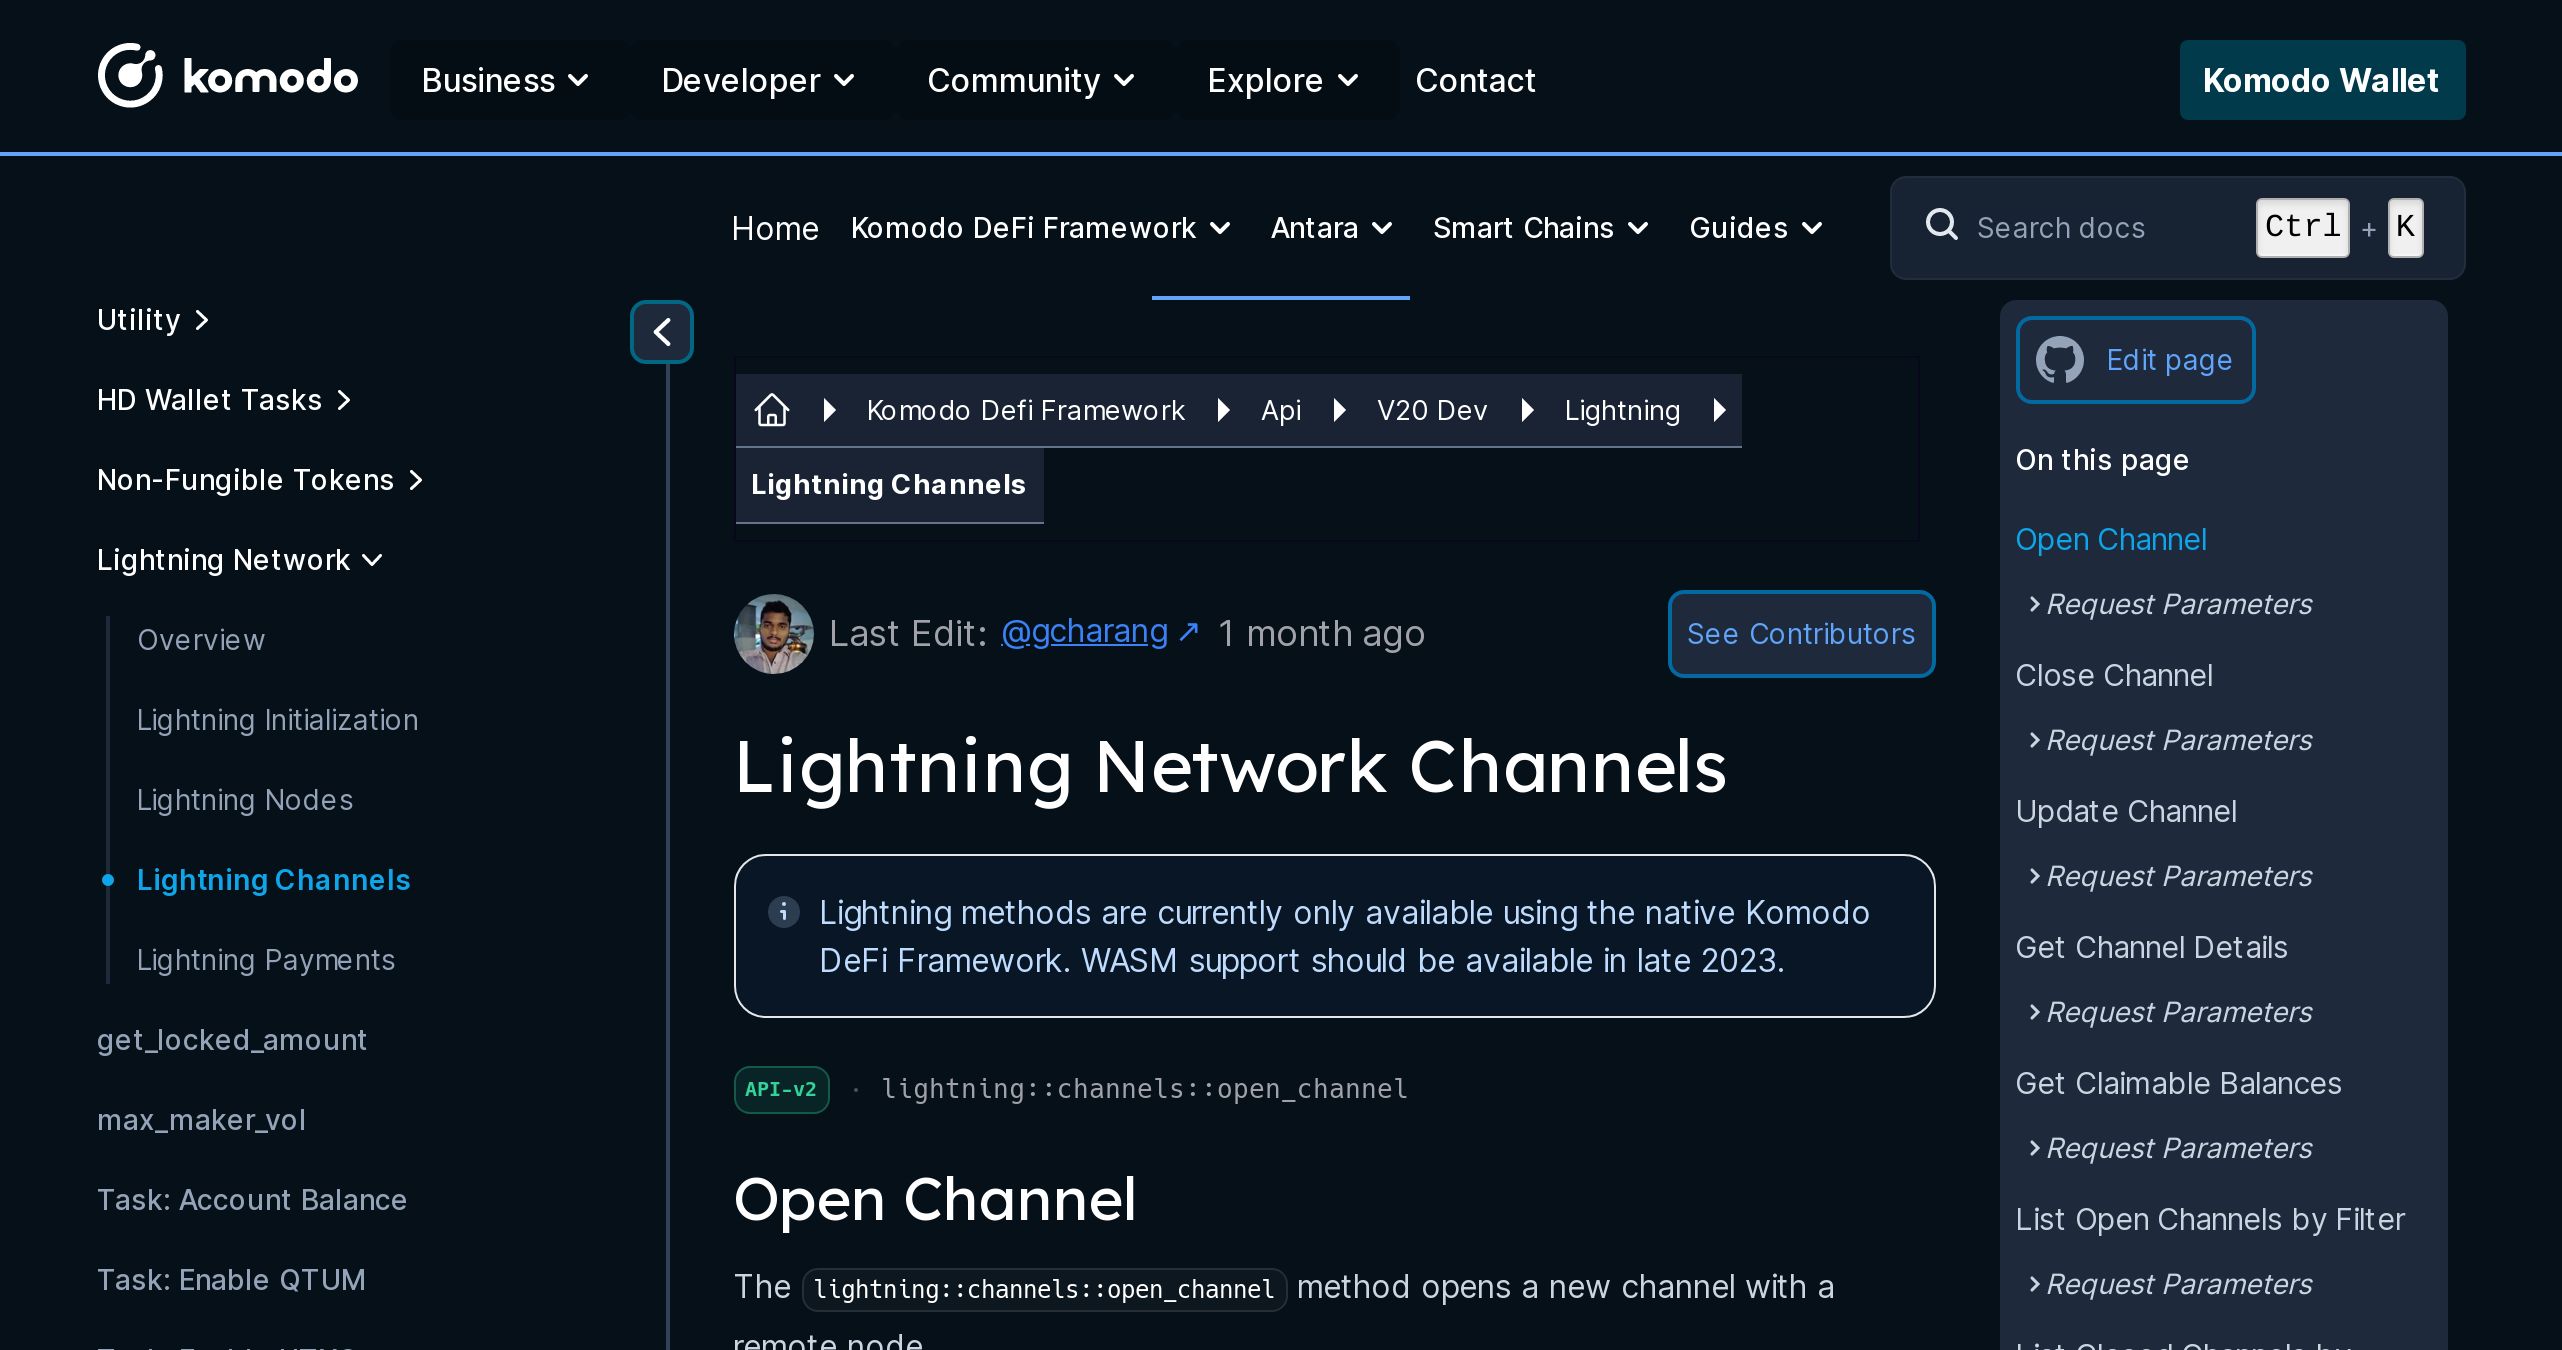 komodo
Business
Developer
Community
Explore
Contact
Komodo Wallet
Home
Komodo DeFi Framework
Antara
Smart Chains
Guides
Search docs
Ctrl + K
Utility
HD Wallet Tasks
Non-Fungible Tokens
Lightning Network
Overview
Lightning Initialization
Lightning Nodes
Lightning Channels
Lightning Payments
get_locked_amount
max_maker_vol
Task: Account Balance
Task: Enable QTUM
Komodo Defi Framework
Api
V20 Dev
Lightning
Lightning Channels
Last Edit: @gcharang ↗ 1 month ago
See Contributors
Lightning Network Channels
Lightning methods are currently only available using the native Komodo
DeFi Framework. WASM support should be available in late 2023.
API-v2 · lightning::channels::open_channel
Open Channel
The lightning::channels::open_channel method opens a new channel with a
remote node.
Edit page
On this page
Open Channel
Request Parameters
Close Channel
Request Parameters
Update Channel
Request Parameters
Get Channel Details
Request Parameters
Get Claimable Balances
Request Parameters
List Open Channels by Filter
Request Parameters
List Closed Channels by